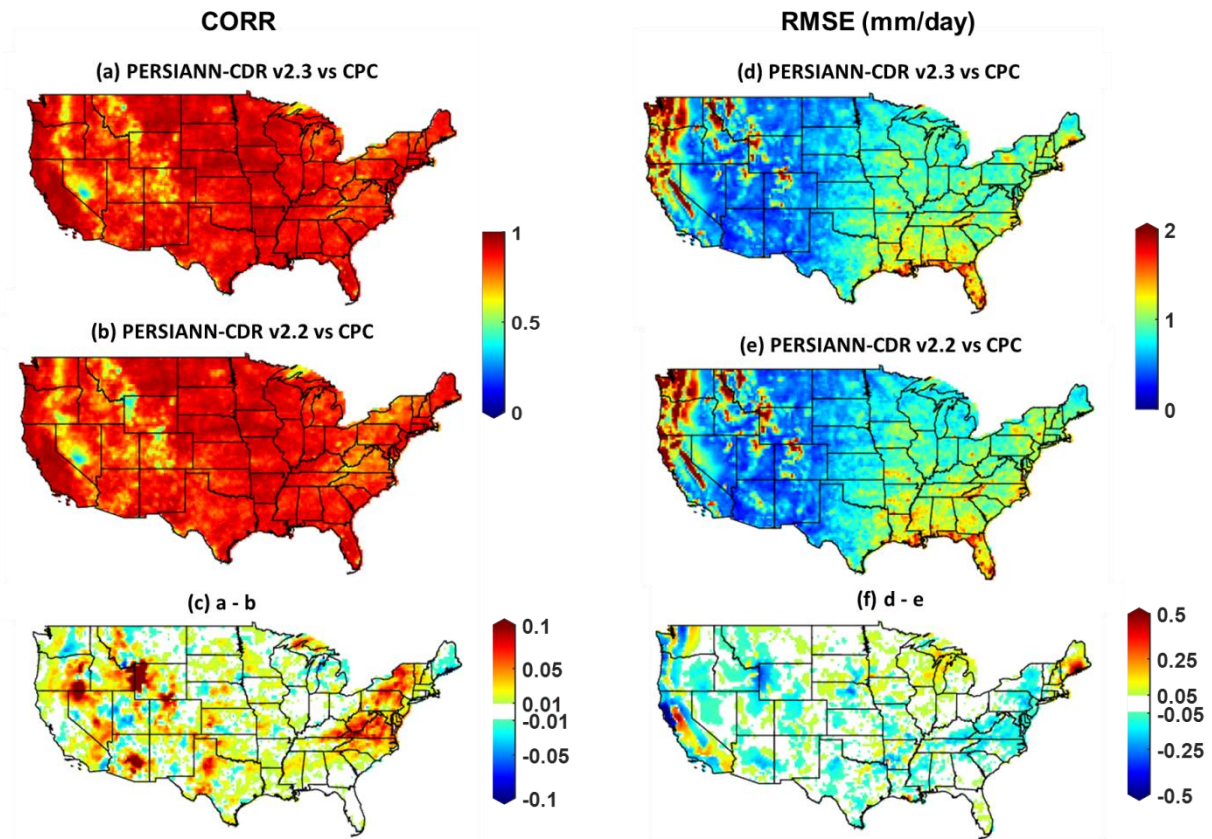 CORR
RMSE (mm/day)
(a) PERSIANN-CDR v2.3 vs CPC
(d) PERSIANN-CDR v2.3 vs CPC
1
0.5
0
2
1
0
(b) PERSIANN-CDR v2.2 vs CPC
(e) PERSIANN-CDR v2.2 vs CPC
(c) a - b
(f) d - e
0.1
0.05
0.01
-0.01
-0.05
-0.1
0.5
0.25
0.05
-0.05
-0.25
-0.5